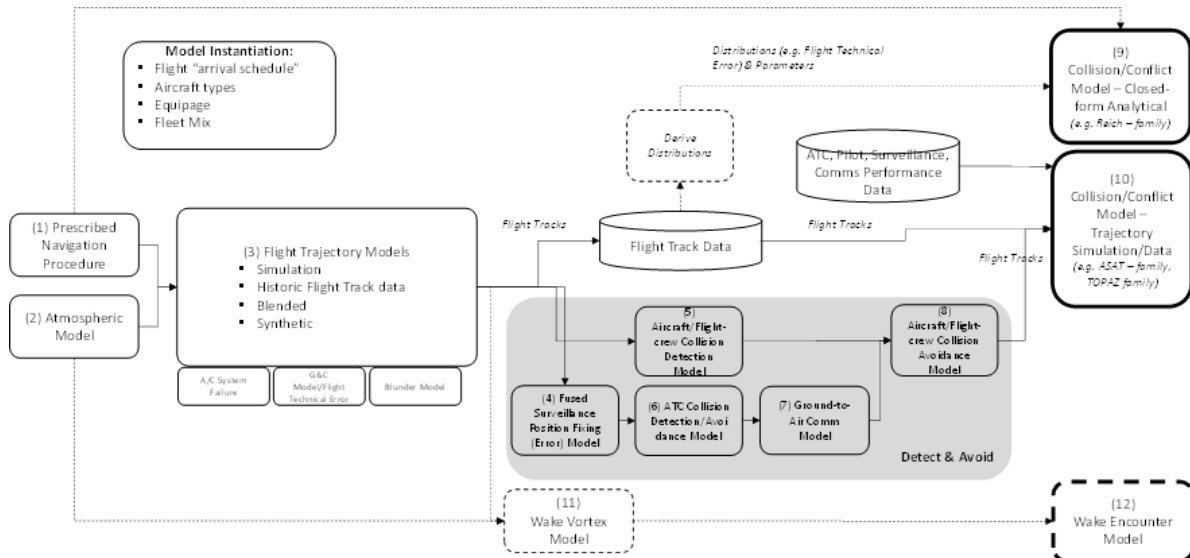 Model Instantiation:
▪ Flight “arrival schedule”
▪ Aircraft types
▪ Equipage
▪ Fleet Mix
Distributions (e.g. Flight Technical
Error) & Parameters
(9)
Collision/Conflict
Model – Closed-
form Analytical
(e.g. Reich – family)
Derive
Distributions
ATC, Pilot, Surveillance,
Comms Performance
Data
(10)
Collision/Conflict
Model –
Trajectory
Simulation/Data
(e.g. ASAT – family,
TOPAZ family)
(1) Prescribed
Navigation
Procedure
(2) Atmospheric
Model
(3) Flight Trajectory Models
▪ Simulation
▪ Historic Flight Track data
▪ Blended
▪ Synthetic
A/C System
Failure
G&C
Model/Flight
Technical Error
Blunder Model
Flight Tracks
Flight Track Data
Flight Tracks
Flight Tracks
(5)
Aircraft/Flight-
crew Collision
Detection
Model
(8)
Aircraft/Flight-
crew Collision
Avoidance
Model
(4) Fused
Surveillance
Position Fixing
(Error) Model
(6) ATC Collision
Detection/Avoi
dance Model
(7) Ground-to-
Air Comm
Model
Detect & Avoid
(11)
Wake Vortex
Model
(12)
Wake Encounter
Model